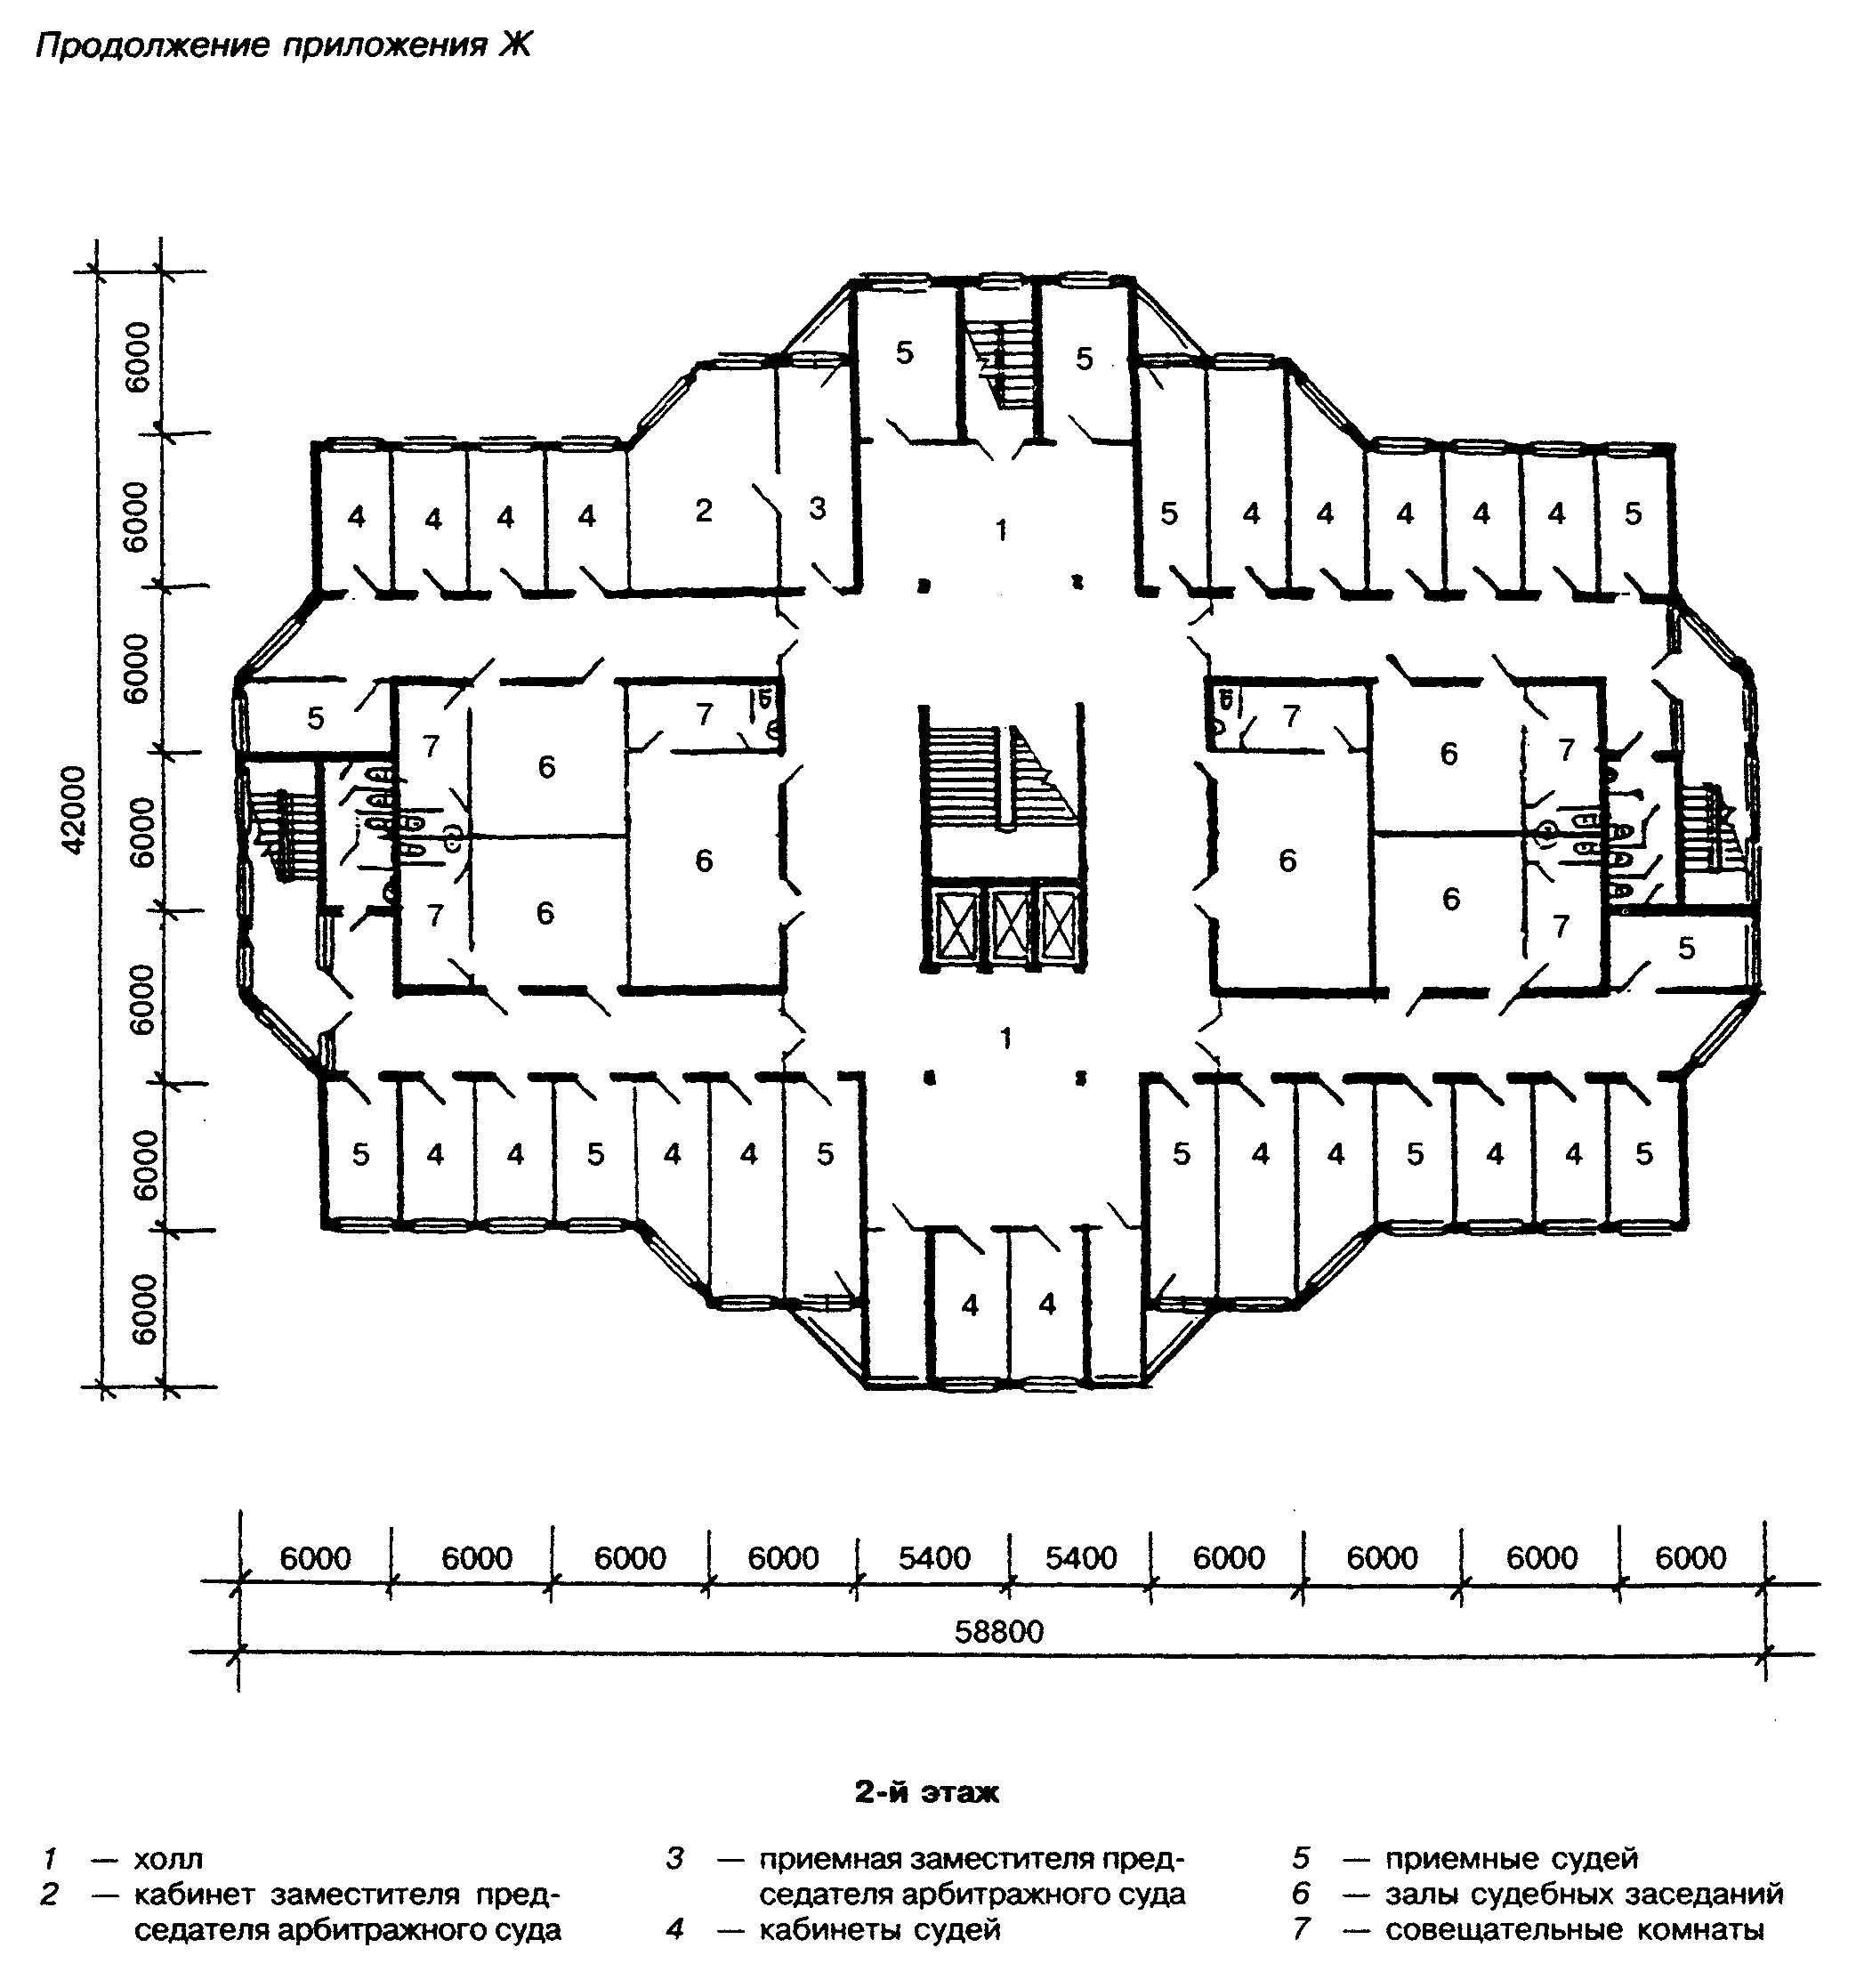 Продолжение приложения Ж
6000
5 5
4 4 4 4 2 3 1 5 4 4 4 4 4 5
6000
6000
5 7 7
7 6 6 7
42000
6000
6 6
7 6 6 7
5
6000
1
5 4 4 5 4 4 5 5 4 4 5 4 4 5
6000
4 4
6000
6000 6000 6000 6000 5400 5400 6000 6000 6000 6000
58800
2-й этаж
1 — холл
2 — кабинет заместителя пред-
седателя арбитражного суда
3 — приемная заместителя пред-
седателя арбитражного суда
4 — кабинеты судей
5 — приемные судей
6 — залы судебных заседаний
7 — совещательные комнаты